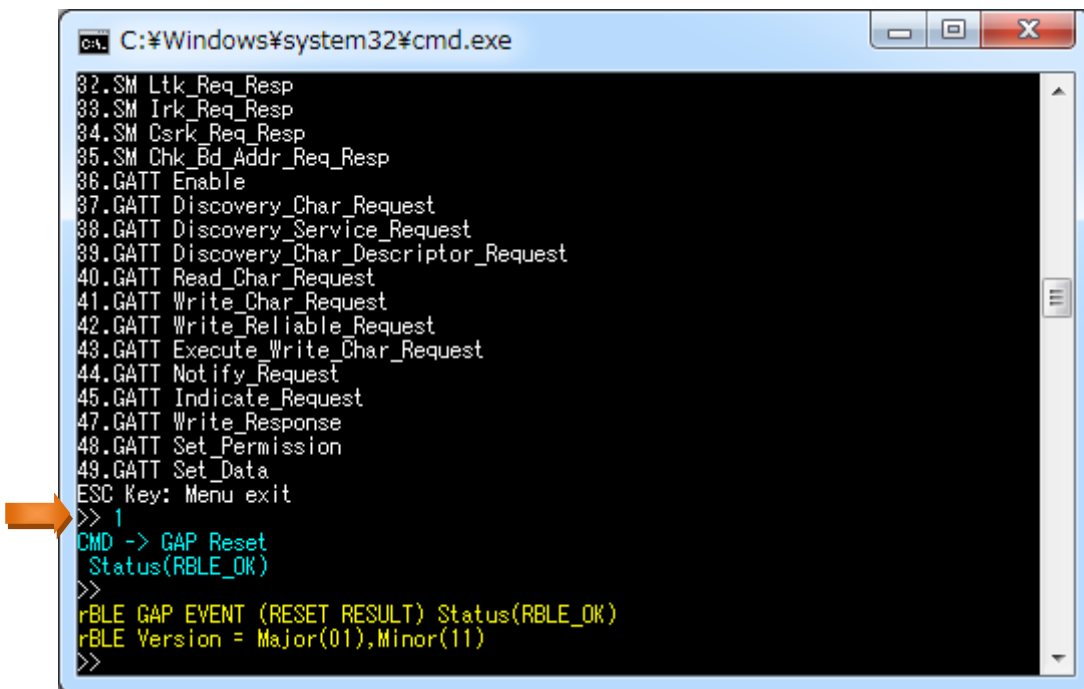 C:¥Windows¥system32¥cmd.exe
32.SM Ltk_Req_Resp
33.SM Irk_Req_Resp
34.SM Csrk_Req_Resp
35.SM Chk_Bd_Addr_Req_Resp
36.GATT Enable
37.GATT Discovery_Char_Request
38.GATT Discovery_Service_Request
39.GATT Discovery_Char_Descriptor_Request
40.GATT Read_Char_Request
41.GATT Write_Char_Request
42.GATT Write_Reliable_Request
43.GATT Execute_Write_Char_Request
44.GATT Notify_Request
45.GATT Indicate_Request
47.GATT Write_Response
48.GATT Set_Permission
49.GATT Set_Data
ESC Key: Menu exit
>> 1
CMD -> GAP Reset
 Status(RBLE_OK)
>>
rBLE GAP EVENT (RESET RESULT) Status(RBLE_OK)
rBLE Version = Major(01),Minor(11)
>>